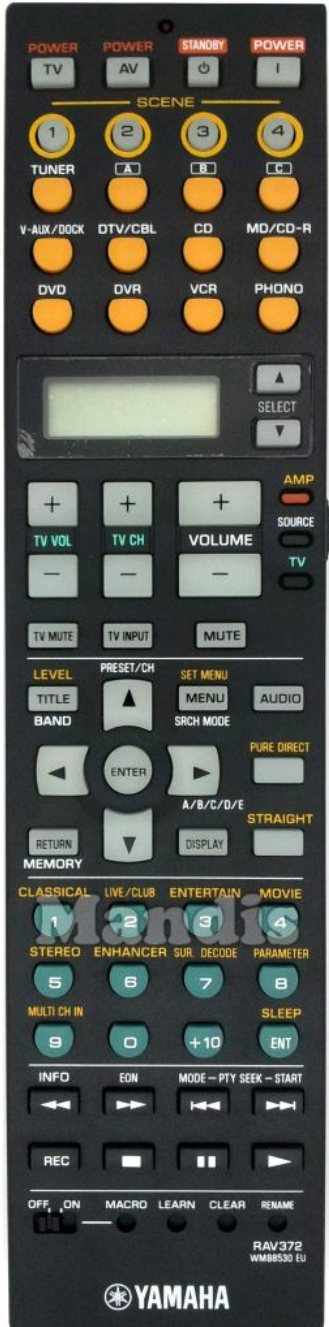 POWER POWER STANDBY POWER
TV AV I
SCENE
1 2 3 4
TUNER A B C
V-AUX/DOCK DTV/CBL CD MD/CD-R
DVD DVR VCR PHONO
SELECT
AMP
+ + +
SOURCE
TV VOL TV CH VOLUME
TV
− − −
TV MUTE TV INPUT MUTE
LEVEL PRESET/CH SET MENU
TITLE MENU AUDIO
BAND SRCH MODE
PURE DIRECT
ENTER
A/B/C/D/E
STRAIGHT
RETURN DISPLAY
MEMORY
CLASSICAL LIVE/CLUB ENTERTAIN MOVIE
1 2 3 4
Mandis
STEREO ENHANCER SUR. DECODE PARAMETER
5 6 7 8
MULTI CH IN SLEEP
9 0 +10 ENT
INFO EON MODE – PTY SEEK – START
REC
OFF ON MACRO LEARN CLEAR RENAME
RAV372
WM88530 EU
YAMAHA